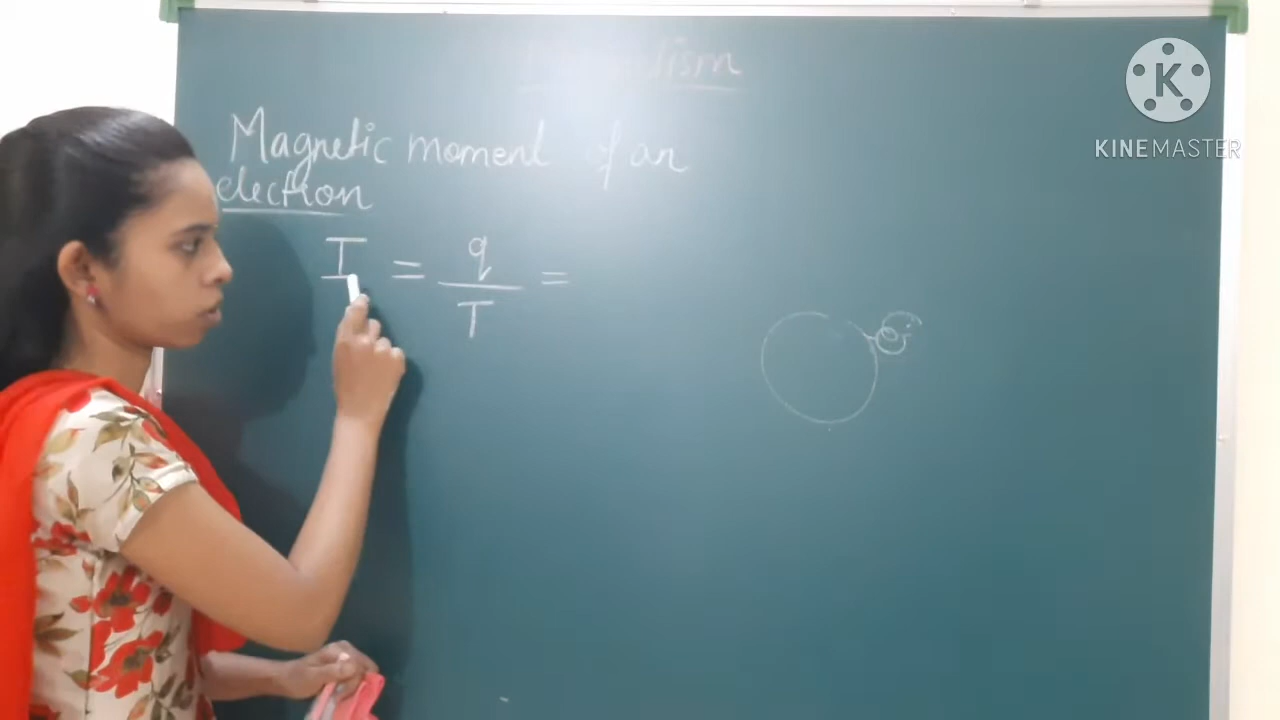 Magnetic moment of an
electron
I = q/T =
e⁻
K
KINEMASTER